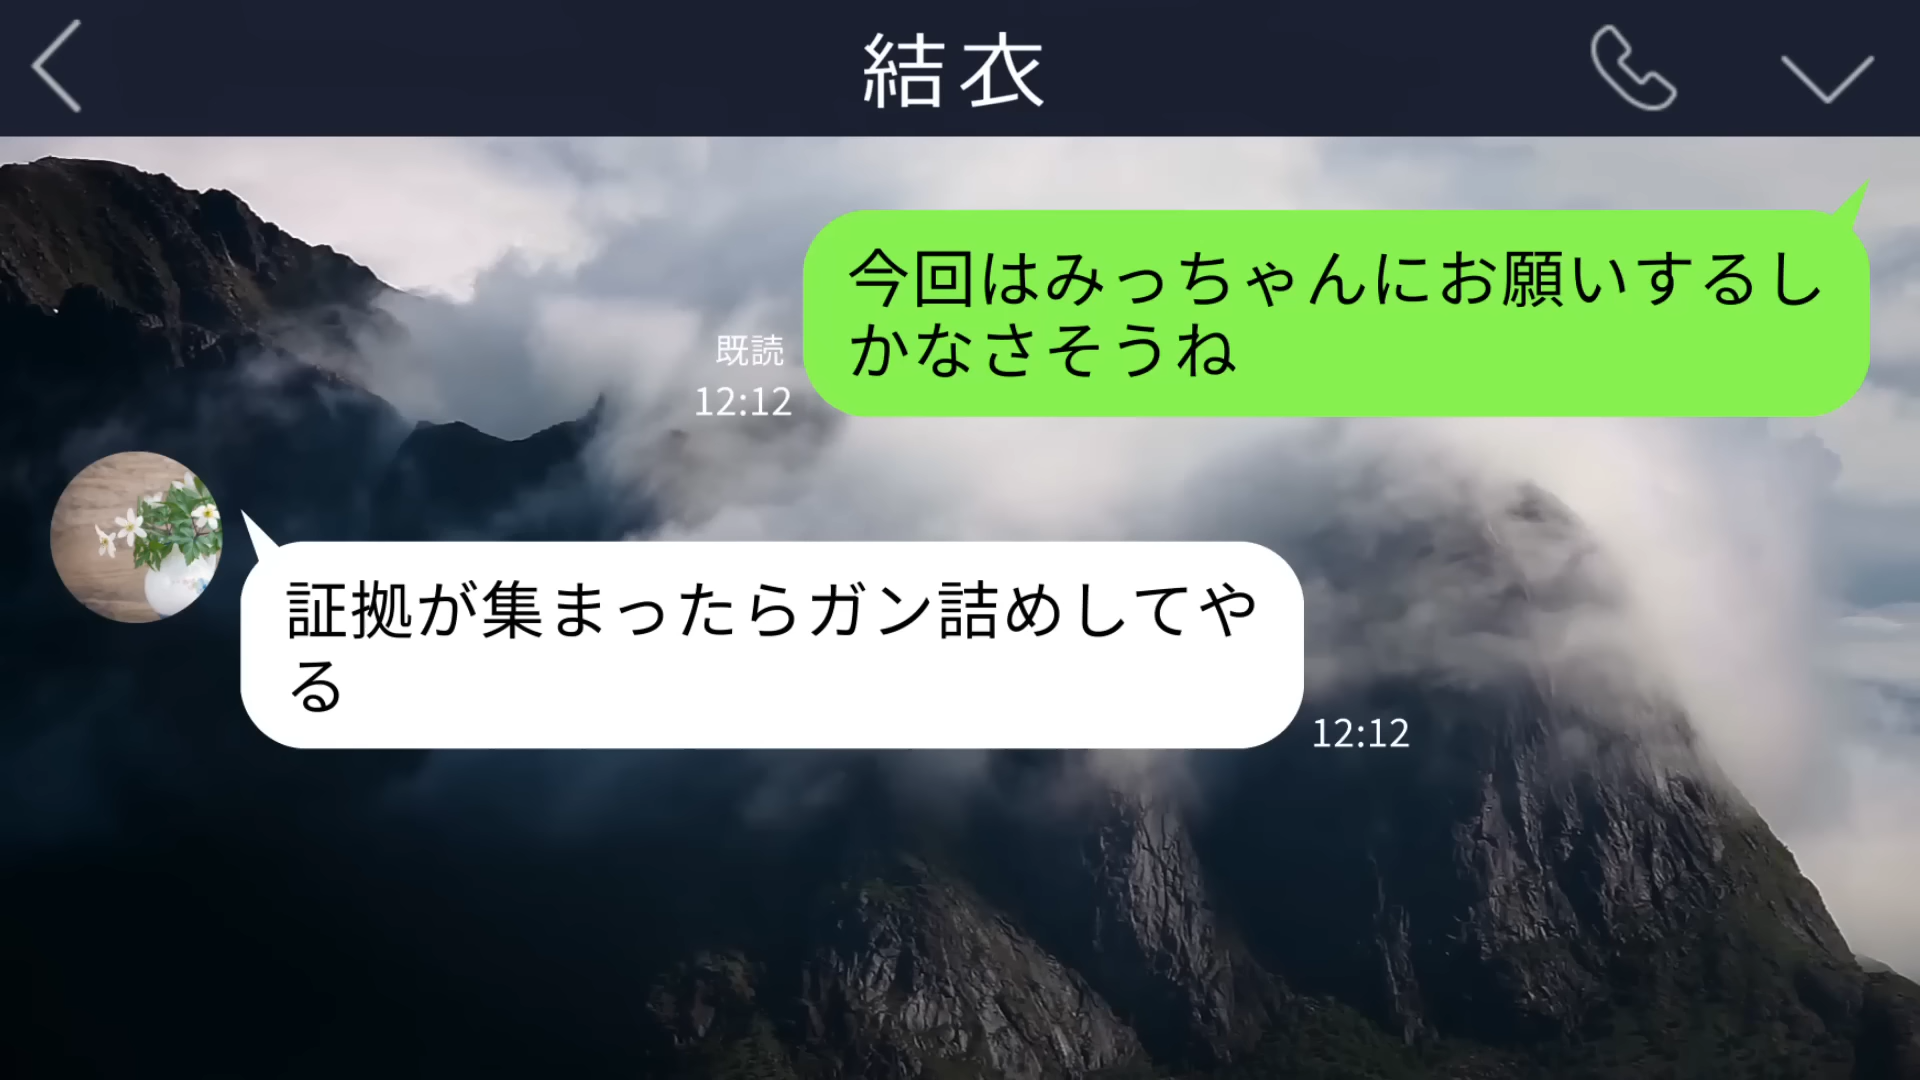 結衣
今回はみっちゃんにお願いするし
かなさそうね
既読
12:12
証拠が集まったらガン詰めしてや
る
12:12